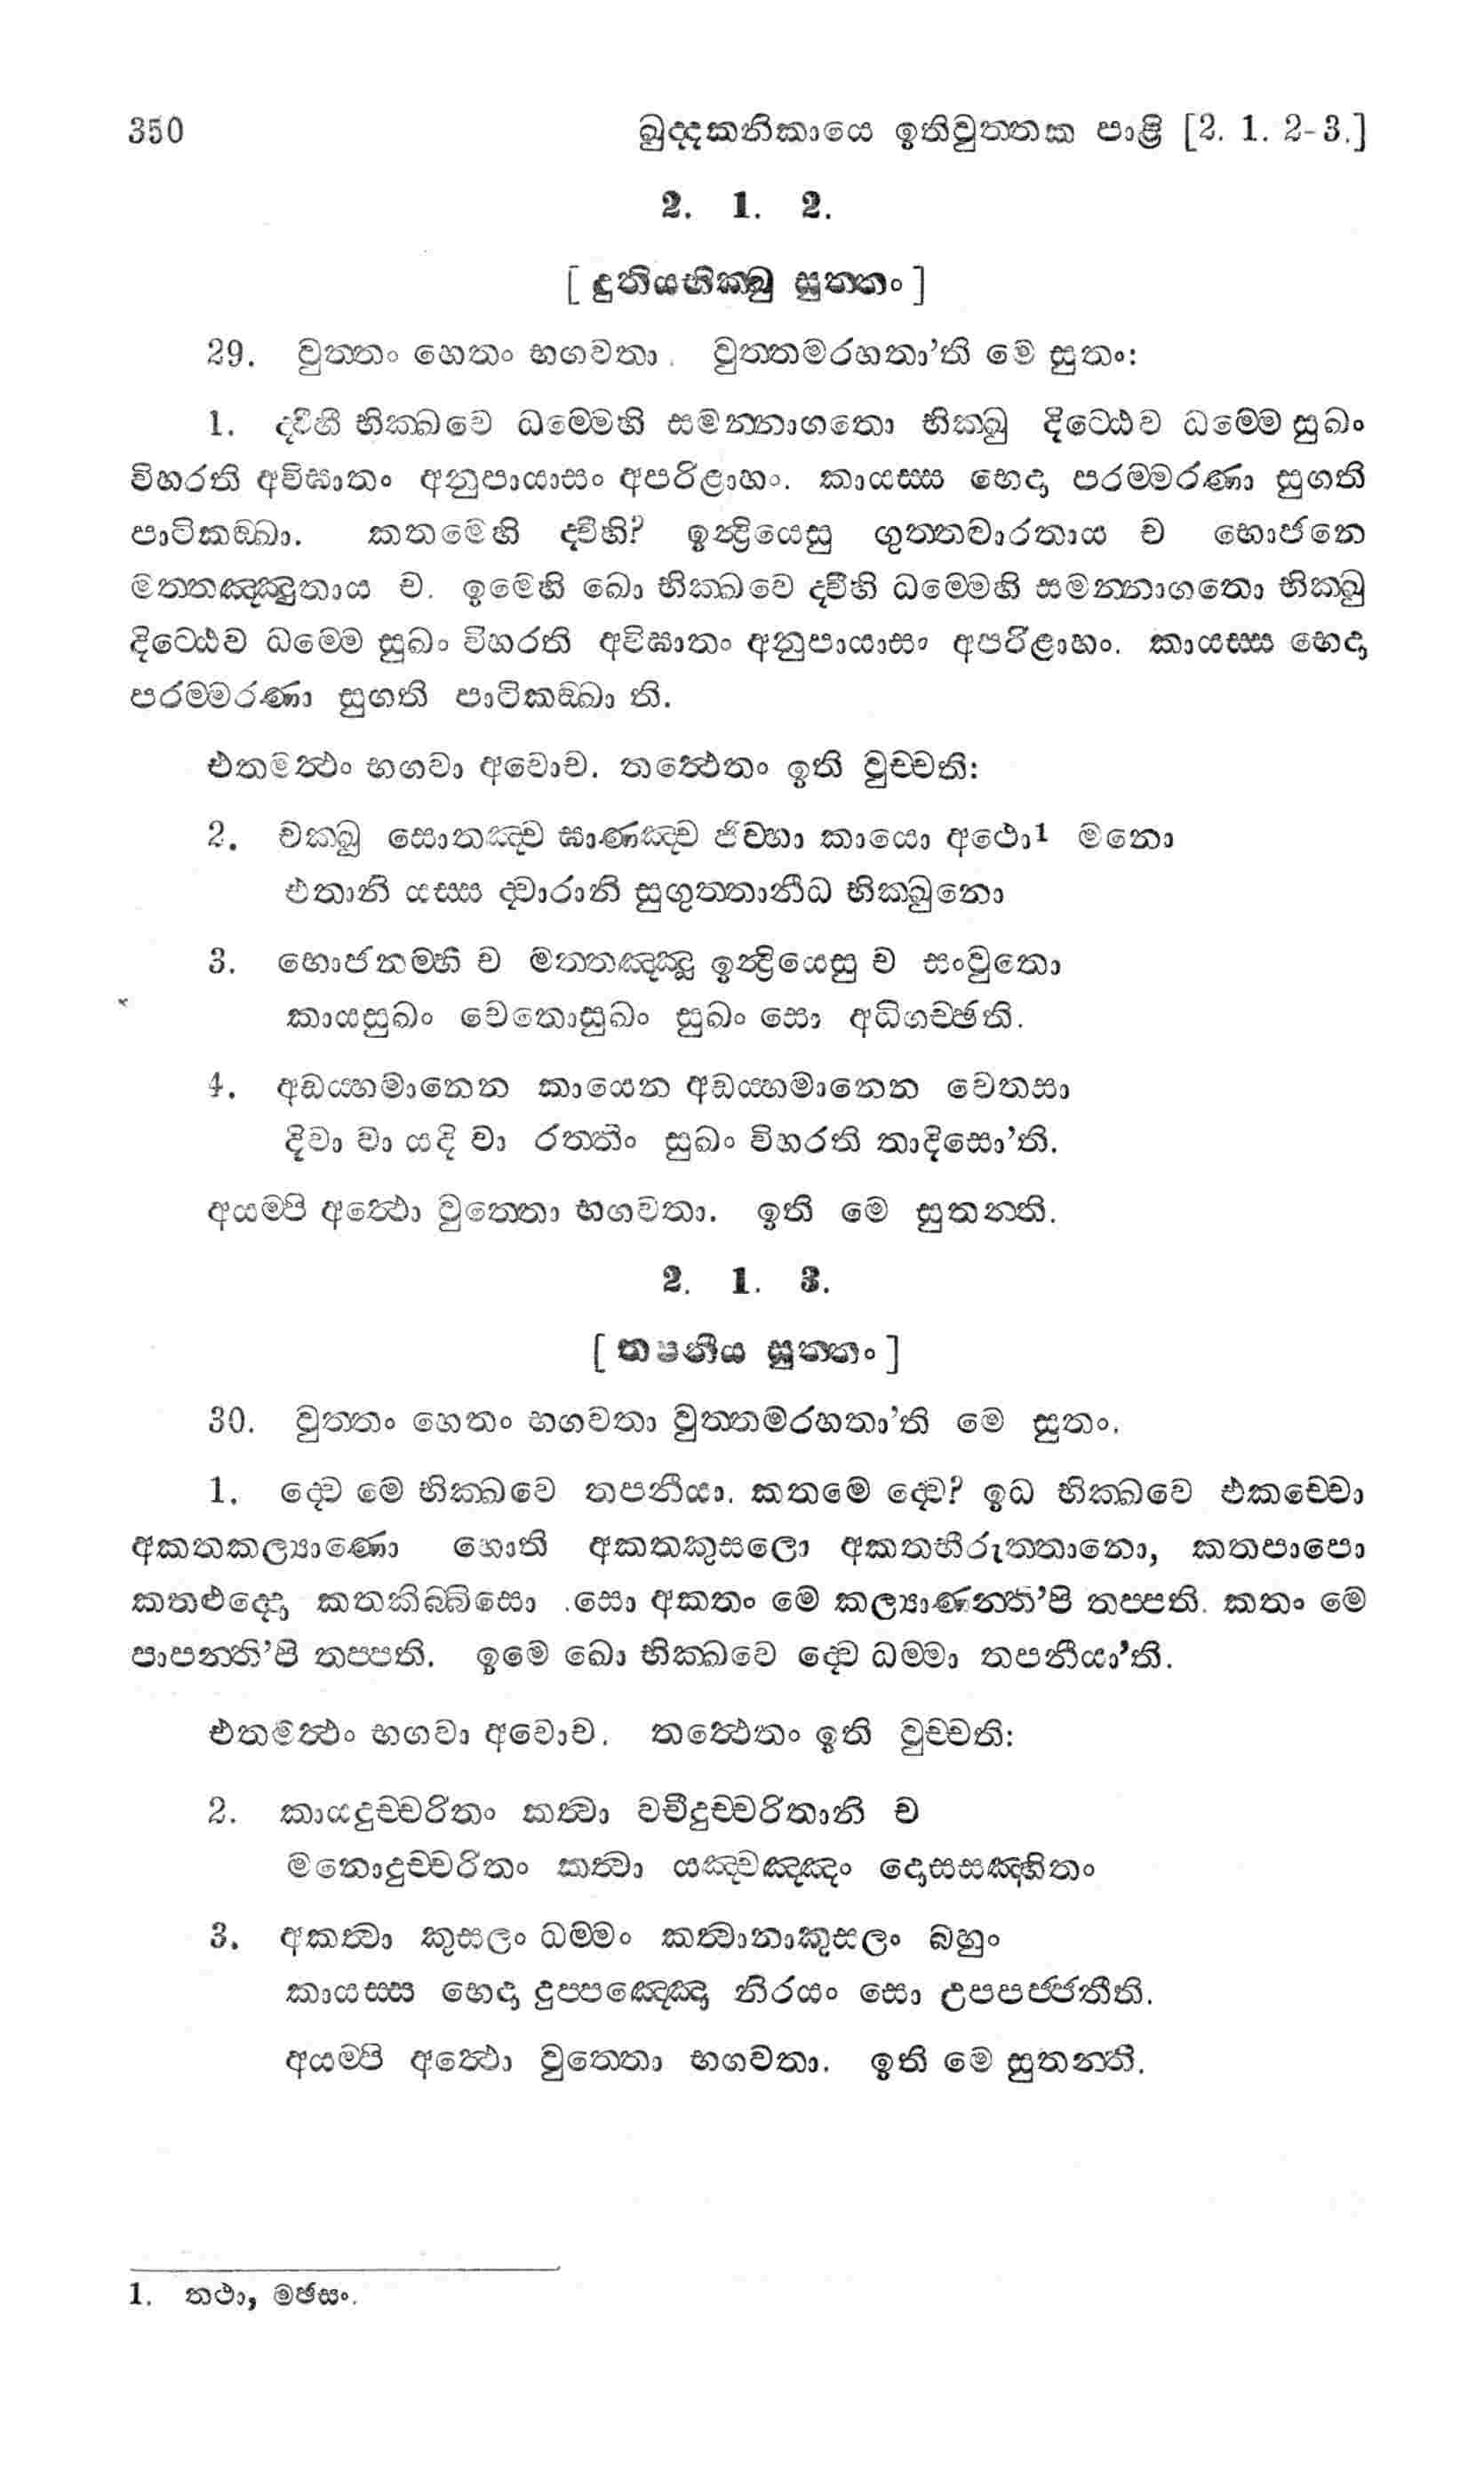 350 ඛුද්දකනිකායෙ ඉතිවුත්තක පාළි [2. 1. 2-3.]
2. 1. 2.
[ දුතියභික්ඛු සුත්තං ]
29. වුත්තං හෙතං භගවතා. වුත්තමරහතා'ති මෙ සුතං:
1. ද්වීහි භික්ඛවෙ ධම්මෙහි සමන්නාගතො භික්ඛු දිට්ඨෙව ධම්මෙ සුඛං
විහරති අවිඝාතං අනුපායාසං අපරිළාහං. කායස්ස භෙදා පරම්මරණා සුගති
පාටිකඞ්ඛා. කතමෙහි ද්වීහි? ඉන්ද්‍රියෙසු ගුත්තද්වාරතාය ච භොජනෙ
මත්තඤ්ඤුතාය ච. ඉමෙහි ඛො භික්ඛවෙ ද්වීහි ධම්මෙහි සමන්නාගතො භික්ඛු
දිට්ඨෙව ධම්මෙ සුඛං විහරති අවිඝාතං අනුපායාසං අපරිළාහං. කායස්ස භෙදා
පරම්මරණා සුගති පාටිකඞ්ඛා ති.
එතමත්ථං භගවා අවොච. තත්ථෙතං ඉති වුච්චති:
2. චක්ඛු සොතඤ්ච ඝාණඤ්ච ජිව්හා කායො අථො1 මනො
එතානි යස්ස ද්වාරානි සුගුත්තානීධ භික්ඛුනො
3. භොජනම්හි ච මත්තඤ්ඤූ ඉන්ද්‍රියෙසු ච සංවුතො
කායසුඛං චෙතොසුඛං සුඛං සො අධිගච්ඡති.
4. අඩය්හමානෙන කායෙන අඩය්හමානෙන චෙතසා
දිවා වා යදි වා රත්තිං සුඛං විහරති තාදිසො'ති.
අයම්පි අත්ථො වුත්තො භගවතා. ඉති මෙ සුතන්ති.
2. 1. 3.
[ තපනීය සුත්තං ]
30. වුත්තං හෙතං භගවතා වුත්තමරහතා'ති මෙ සුතං.
1. ද්වෙ මෙ භික්ඛවෙ තපනීයා. කතමෙ ද්වෙ? ඉධ භික්ඛවෙ එකච්චො
අකතකල්‍යාණො හොති අකතකුසලො අකතභීරුත්තානො, කතපාපො
කතළුද්දො කතකිබ්බිසො .සො අකතං මෙ කල්‍යාණන්ති'පි තප්පති. කතං මෙ
පාපන්ති'පි තප්පති. ඉමෙ ඛො භික්ඛවෙ ද්වෙ ධම්මා තපනීයා'ති.
එතමත්ථං භගවා අවොච. තත්ථෙතං ඉති වුච්චති:
2. කායදුච්චරිතං කත්වා වචීදුච්චරිතානි ච
මනොදුච්චරිතං කත්වා යඤ්චඤ්ඤං දොසසඤ්හිතං
3. අකත්වා කුසලං ධම්මං කත්වානාකුසලං බහුං
කායස්ස භෙදා දුප්පඤ්ඤො නිරයං සො උපපජ්ජතීති.
අයම්පි අත්ථො වුත්තො භගවතා. ඉති මෙ සුතන්ති.
1. තථා, මඡසං.